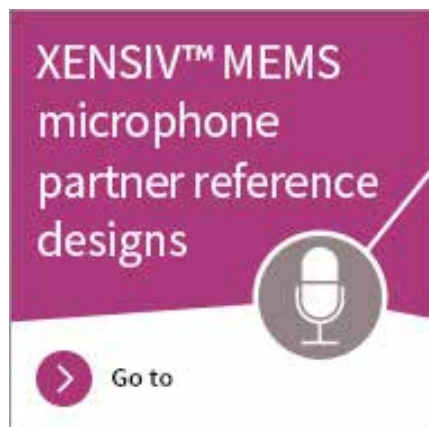 XENSIV™ MEMS
microphone
partner reference
designs
Go to